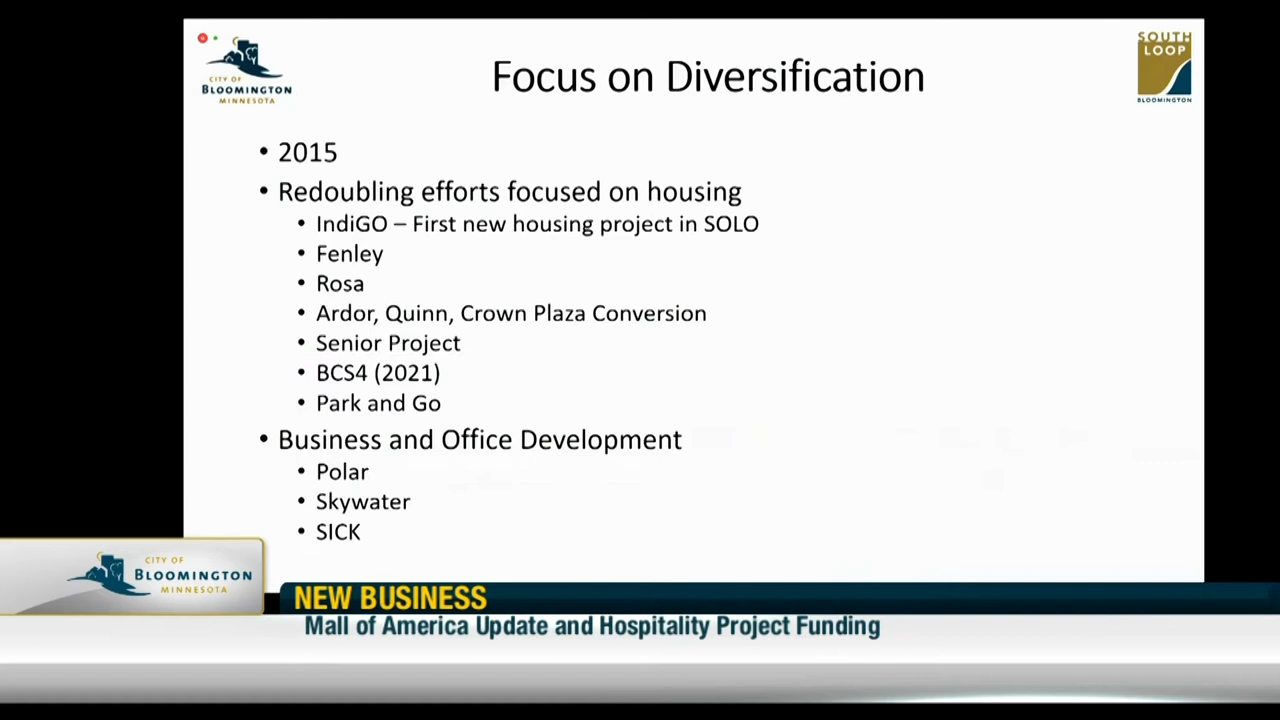 CITY OF
BLOOMINGTON
MINNESOTA
Focus on Diversification
SOUTH
LOOP
BLOOMINGTON
• 2015
• Redoubling efforts focused on housing
• IndiGO – First new housing project in SOLO
• Fenley
• Rosa
• Ardor, Quinn, Crown Plaza Conversion
• Senior Project
• BCS4 (2021)
• Park and Go
• Business and Office Development
• Polar
• Skywater
• SICK
CITY OF
BLOOMINGTON
MINNESOTA
NEW BUSINESS
Mall of America Update and Hospitality Project Funding